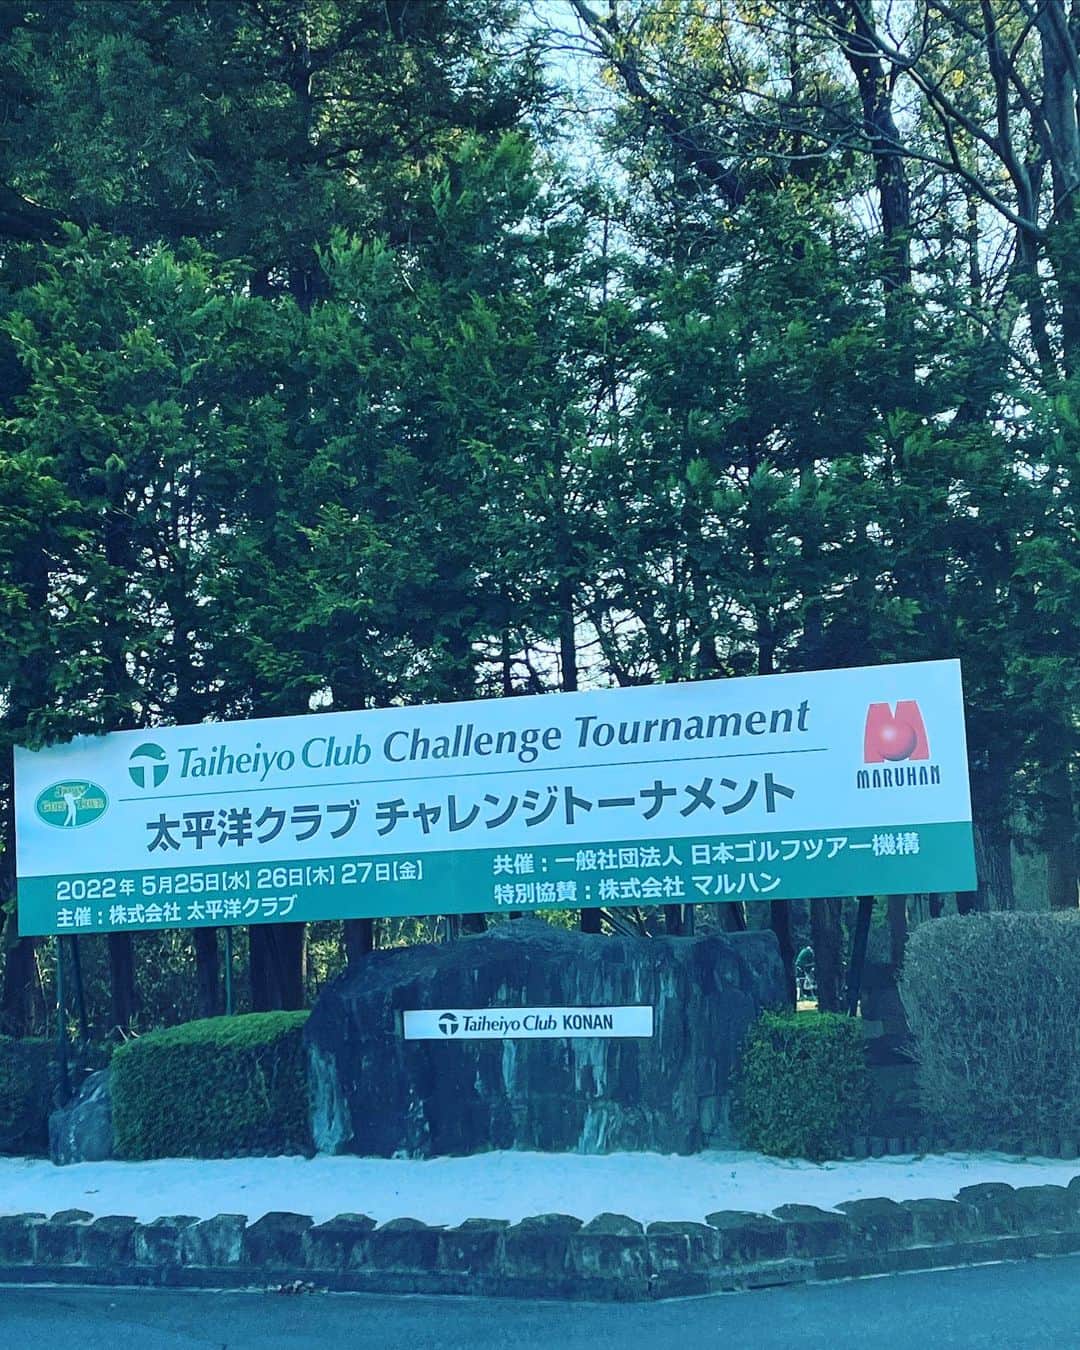 Taiheiyo Club Challenge Tournament
JAPAN
GOLF TOUR
太平洋クラブ チャレンジトーナメント
MARUHAN
2022年 5月25日[水] 26日[木] 27日[金]
主催：株式会社 太平洋クラブ
共催：一般社団法人 日本ゴルフツアー機構
特別協賛：株式会社 マルハン
Taiheiyo Club KONAN